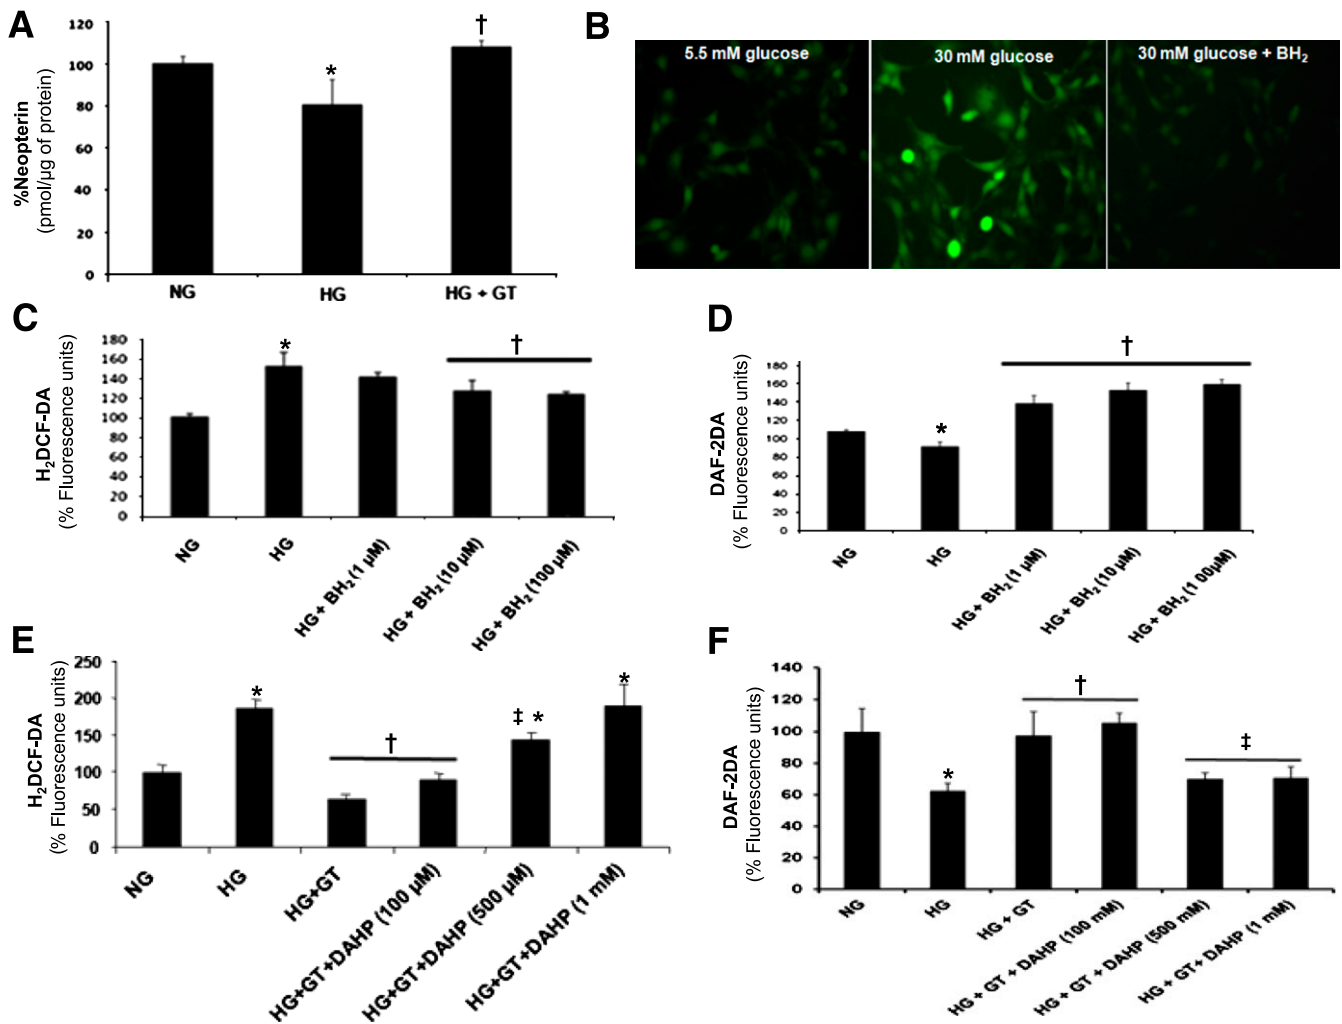 A
%Neopterin
(pmol/µg of protein)
120
100
80
60
40
20
0
*
†
NG
HG
HG + GT
B
5.5 mM glucose
30 mM glucose
30 mM glucose + BH₂
C
H₂DCF-DA
(% Fluorescence units)
180
160
140
120
100
80
60
40
20
0
*
†
NG
HG
HG+ BH₂ (1 µM)
HG+ BH₂ (10 µM)
HG+ BH₂ (100 µM)
D
DAF-2DA
(% Fluorescence units)
180
160
140
120
100
80
60
40
20
0
*
†
NG
HG
HG+ BH₂ (1 µM)
HG+ BH₂ (10 µM)
HG+ BH₂ (1 00µM)
E
H₂DCF-DA
(% Fluorescence units)
250
200
150
100
50
0
*
†
‡ *
*
NG
HG
HG+GT
HG+GT+DAHP (100 µM)
HG+GT+DAHP (500 µM)
HG+GT+DAHP (1 mM)
F
DAF-2DA
(% Fluorescence units)
140
120
100
80
60
40
20
0
*
†
‡
NG
HG
HG + GT
HG + GT + DAHP (100 mM)
HG + GT + DAHP (500 mM)
HG + GT+ DAHP (1 mM)